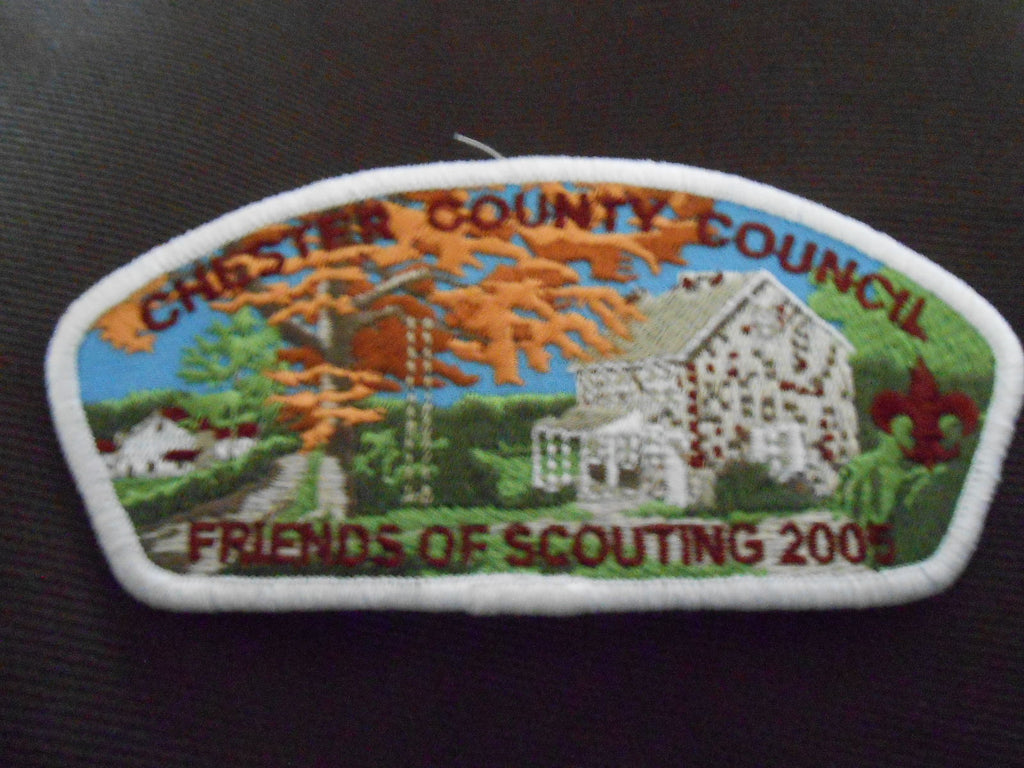 CHESTER COUNTY COUNCIL
FRIENDS OF SCOUTING 2005